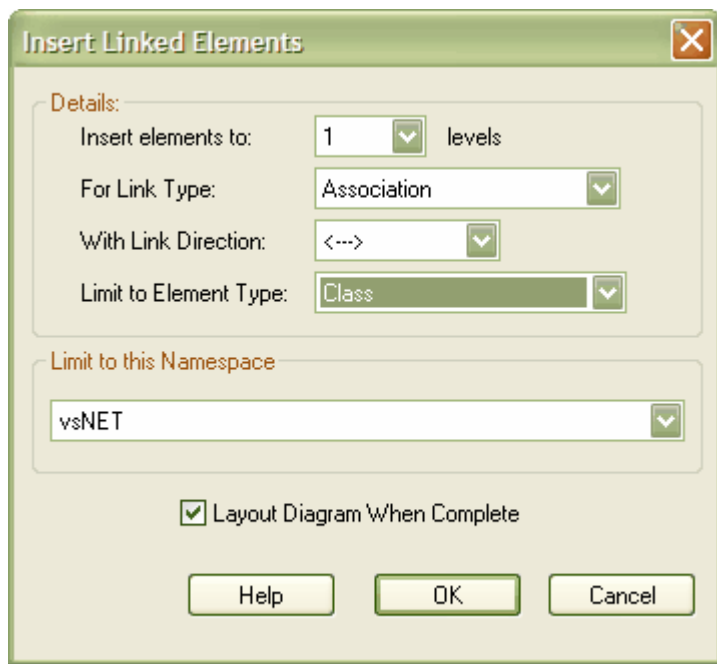 Insert Linked Elements
Details:
Insert elements to: 1 levels
For Link Type: Association
With Link Direction: <--->
Limit to Element Type: Class
Limit to this Namespace
vsNET
Layout Diagram When Complete
Help OK Cancel